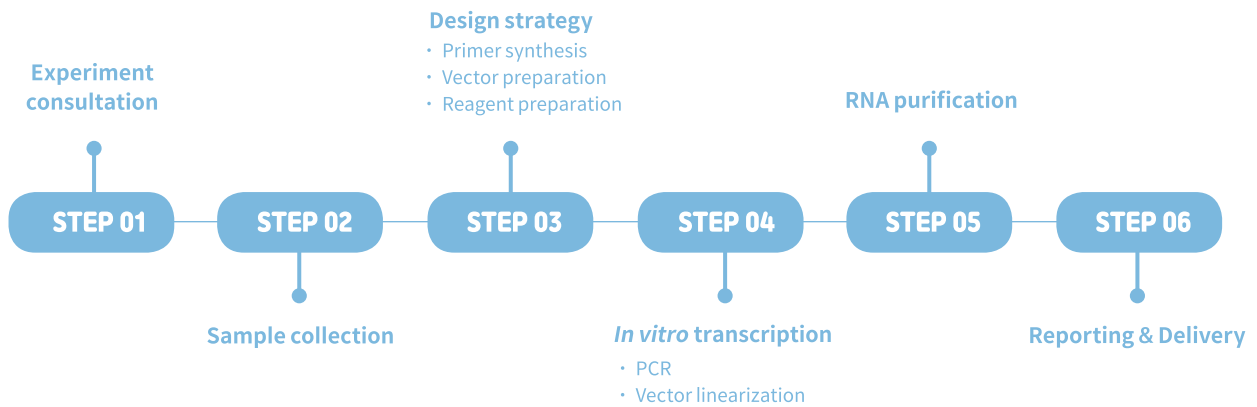 Experiment
consultation
STEP 01
STEP 02
Sample collection
Design strategy
· Primer synthesis
· Vector preparation
· Reagent preparation
STEP 03
STEP 04
In vitro transcription
· PCR
· Vector linearization
RNA purification
STEP 05
STEP 06
Reporting & Delivery